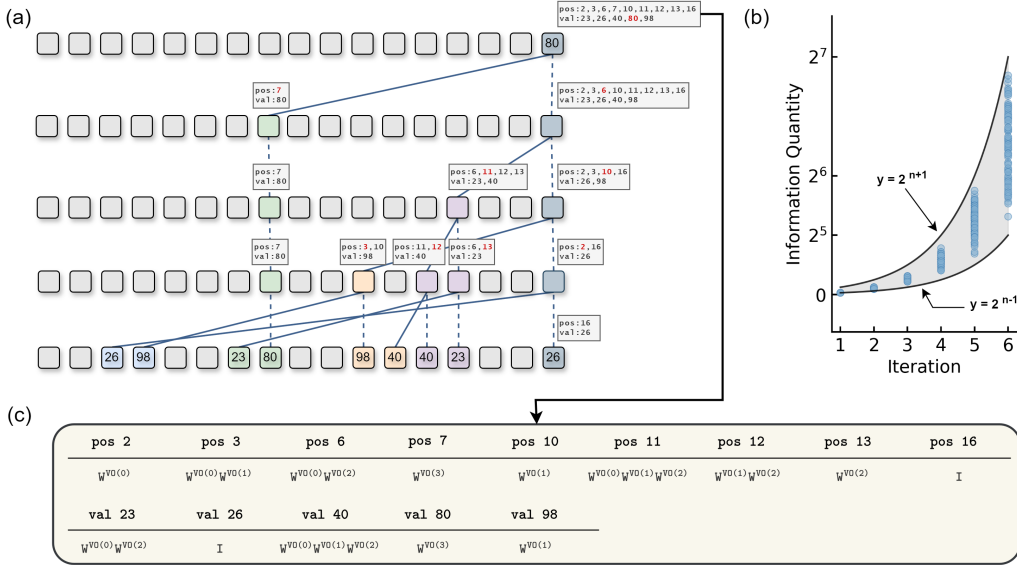 (a)
pos:2,3,6,7,10,11,12,13,16
val:23,26,40,80,98
80
pos:7
val:80
pos:2,3,6,10,11,12,13,16
val:23,26,40,98
pos:7
val:80
pos:6,11,12,13
val:23,40
pos:2,3,10,16
val:26,98
pos:7
val:80
pos:3,10
val:98
pos:11,12
val:40
pos:6,13
val:23
pos:2,16
val:26
pos:16
val:26
26 98 23 80 98 40 40 23 26
(b)
Information Quantity
2^7
2^6
2^5
0
y = 2^n+1
y = 2^n-1
1 2 3 4 5 6
Iteration
(c)
pos 2 pos 3 pos 6 pos 7 pos 10 pos 11 pos 12 pos 13 pos 16
W^VO(0) W^VO(0)W^VO(1) W^VO(0)W^VO(2) W^VO(3) W^VO(1) W^VO(0)W^VO(1)W^VO(2) W^VO(1)W^VO(2) W^VO(2) I
val 23 val 26 val 40 val 80 val 98
W^VO(0)W^VO(2) I W^VO(0)W^VO(1)W^VO(2) W^VO(3) W^VO(1)